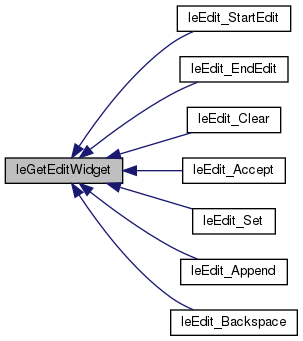 leEdit_StartEdit
leEdit_EndEdit
leEdit_Clear
leGetEditWidget
leEdit_Accept
leEdit_Set
leEdit_Append
leEdit_Backspace